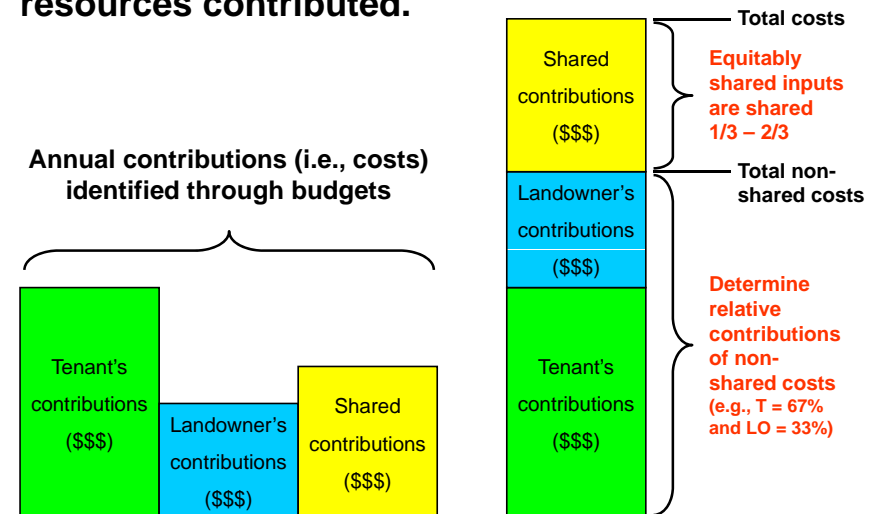 resources contributed.
Annual contributions (i.e., costs)
identified through budgets
Tenant's
contributions
($$$)
Landowner's
contributions
($$$)
Shared
contributions
($$$)
Shared
contributions
($$$)
Landowner's
contributions
($$$)
Tenant's
contributions
($$$)
Total costs
Equitably
shared inputs
are shared
1/3 – 2/3
Total non-
shared costs
Determine
relative
contributions
of non-
shared costs
(e.g., T = 67%
and LO = 33%)